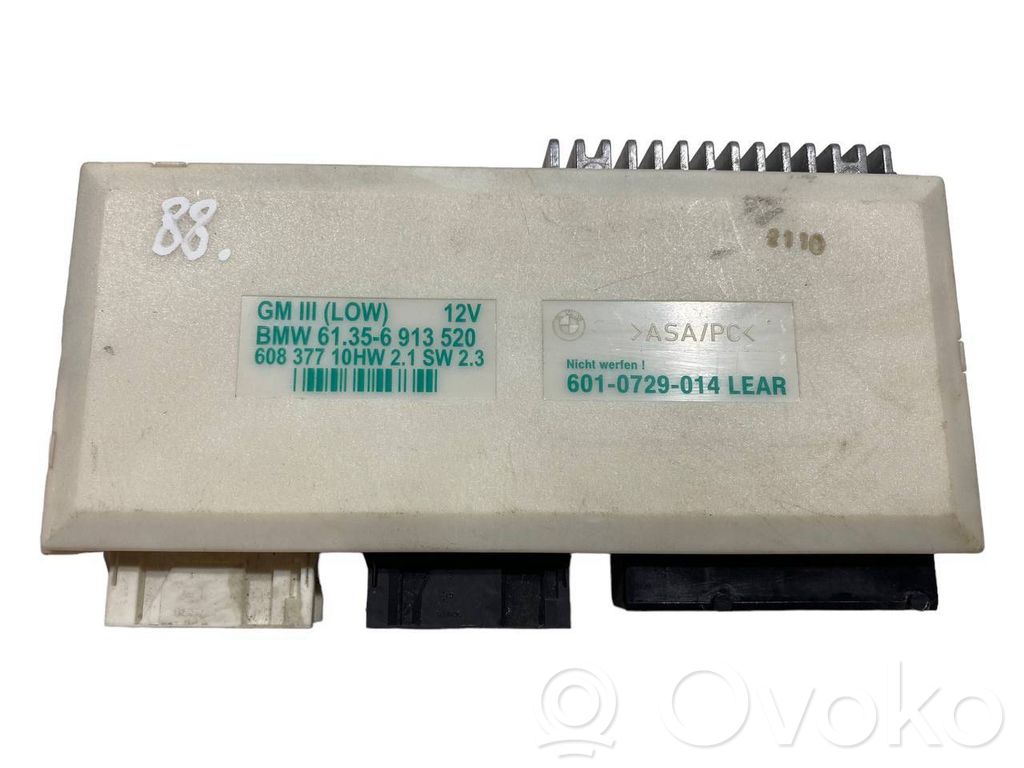 88.
2110
GM III (LOW) 12V
BMW 61.35-6 913 520
608 377 10HW 2.1 SW 2.3
>ASA/PC<
Nicht werfen !
601-0729-014 LEAR
Ovoko